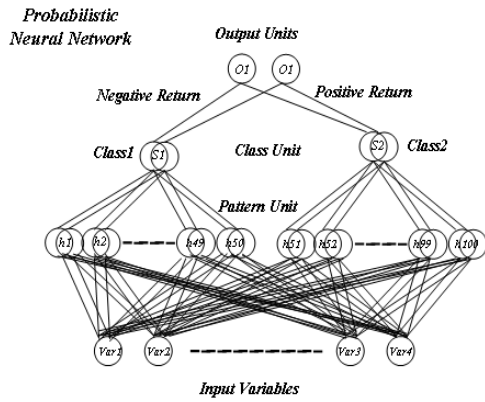 Probabilistic
Neural Network
Output Units
O1 O1
Negative Return Positive Return
Class1 S1 Class Unit S2 Class2
Pattern Unit
h1 h2 h49 h50 h51 h52 h99 h100
Var1 Var2 Var3 Var4
Input Variables